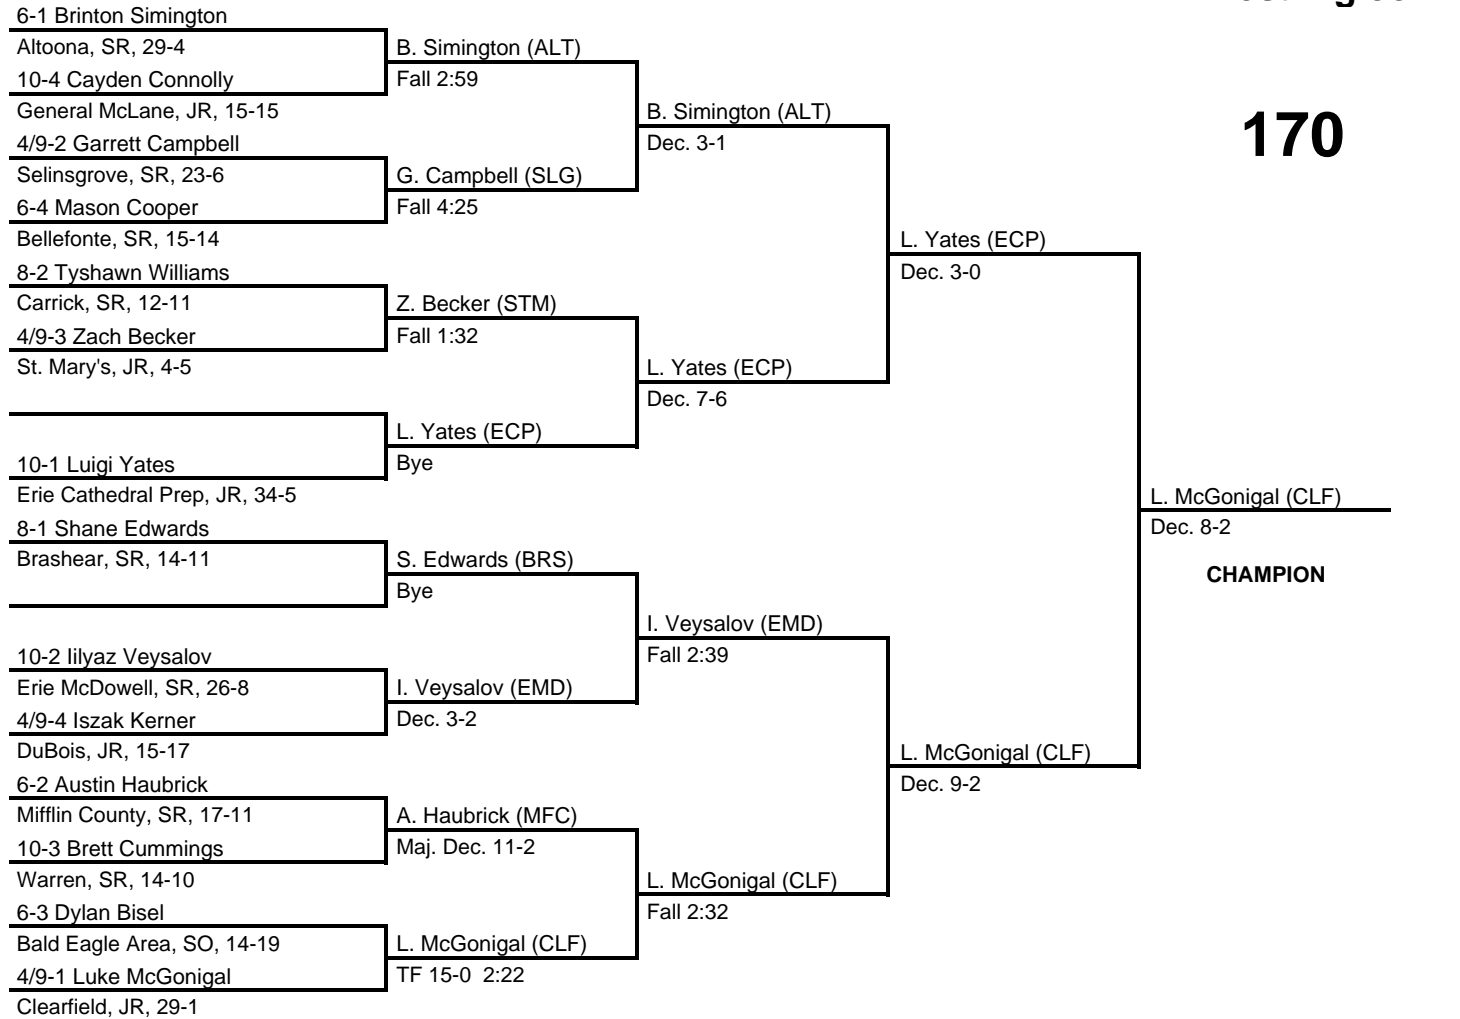 6-1 Brinton Simington
Altoona, SR, 29-4
10-4 Cayden Connolly
General McLane, JR, 15-15
4/9-2 Garrett Campbell
Selinsgrove, SR, 23-6
6-4 Mason Cooper
Bellefonte, SR, 15-14
8-2 Tyshawn Williams
Carrick, SR, 12-11
4/9-3 Zach Becker
St. Mary's, JR, 4-5
10-1 Luigi Yates
Erie Cathedral Prep, JR, 34-5
8-1 Shane Edwards
Brashear, SR, 14-11
10-2 Iilyaz Veysalov
Erie McDowell, SR, 26-8
4/9-4 Iszak Kerner
DuBois, JR, 15-17
6-2 Austin Haubrick
Mifflin County, SR, 17-11
10-3 Brett Cummings
Warren, SR, 14-10
6-3 Dylan Bisel
Bald Eagle Area, SO, 14-19
4/9-1 Luke McGonigal
Clearfield, JR, 29-1
B. Simington (ALT)
Fall 2:59
G. Campbell (SLG)
Fall 4:25
Z. Becker (STM)
Fall 1:32
L. Yates (ECP)
Bye
S. Edwards (BRS)
Bye
I. Veysalov (EMD)
Dec. 3-2
A. Haubrick (MFC)
Maj. Dec. 11-2
L. McGonigal (CLF)
TF 15-0 2:22
B. Simington (ALT)
Dec. 3-1
L. Yates (ECP)
Dec. 7-6
I. Veysalov (EMD)
Fall 2:39
L. McGonigal (CLF)
Fall 2:32
L. Yates (ECP)
Dec. 3-0
L. McGonigal (CLF)
Dec. 9-2
170
L. McGonigal (CLF)
Dec. 8-2
CHAMPION